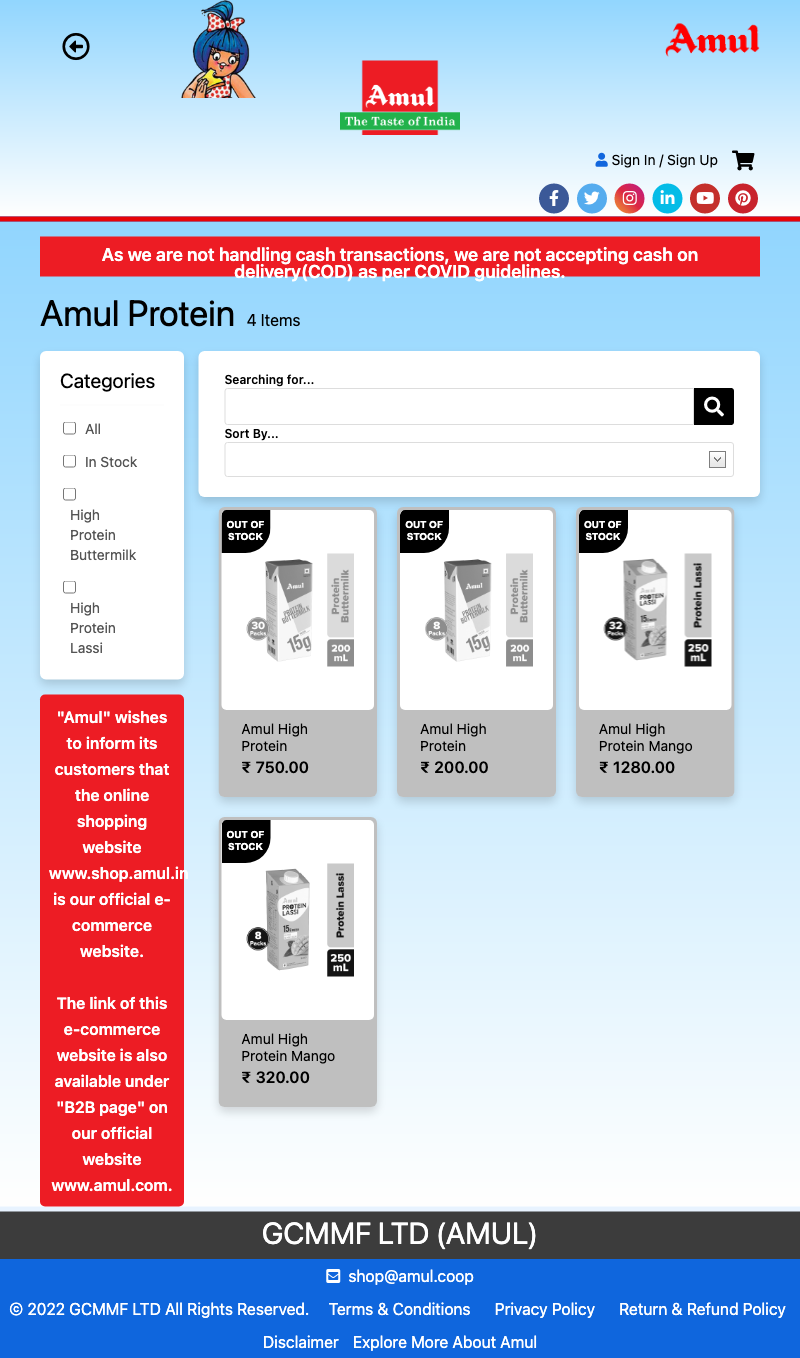 Amul
Amul
The Taste of India
Sign In / Sign Up
As we are not handling cash transactions, we are not accepting cash on
delivery(COD) as per COVID guidelines.
Amul Protein 4 Items
Categories
All
In Stock
High
Protein
Buttermilk
High
Protein
Lassi
"Amul" wishes
to inform its
customers that
the online
shopping
website
www.shop.amul.in
is our official e-
commerce
website.
The link of this
e-commerce
website is also
available under
"B2B page" on
our official
website
www.amul.com.
Searching for...
Sort By...
OUT OF
STOCK
Amul
PROTEIN
BUTTERMILK
15g
30
Packs
Protein
Buttermilk
200
mL
Amul High
Protein
₹ 750.00
OUT OF
STOCK
Amul
PROTEIN
BUTTERMILK
15g
8
Packs
Protein
Buttermilk
200
mL
Amul High
Protein
₹ 200.00
OUT OF
STOCK
Amul
PROTEIN
LASSI
32
Packs
Protein Lassi
250
mL
Amul High
Protein Mango
₹ 1280.00
OUT OF
STOCK
Amul
PROTEIN
LASSI
8
Packs
Protein Lassi
250
mL
Amul High
Protein Mango
₹ 320.00
GCMMF LTD (AMUL)
shop@amul.coop
© 2022 GCMMF LTD All Rights Reserved. Terms & Conditions Privacy Policy Return & Refund Policy
Disclaimer Explore More About Amul